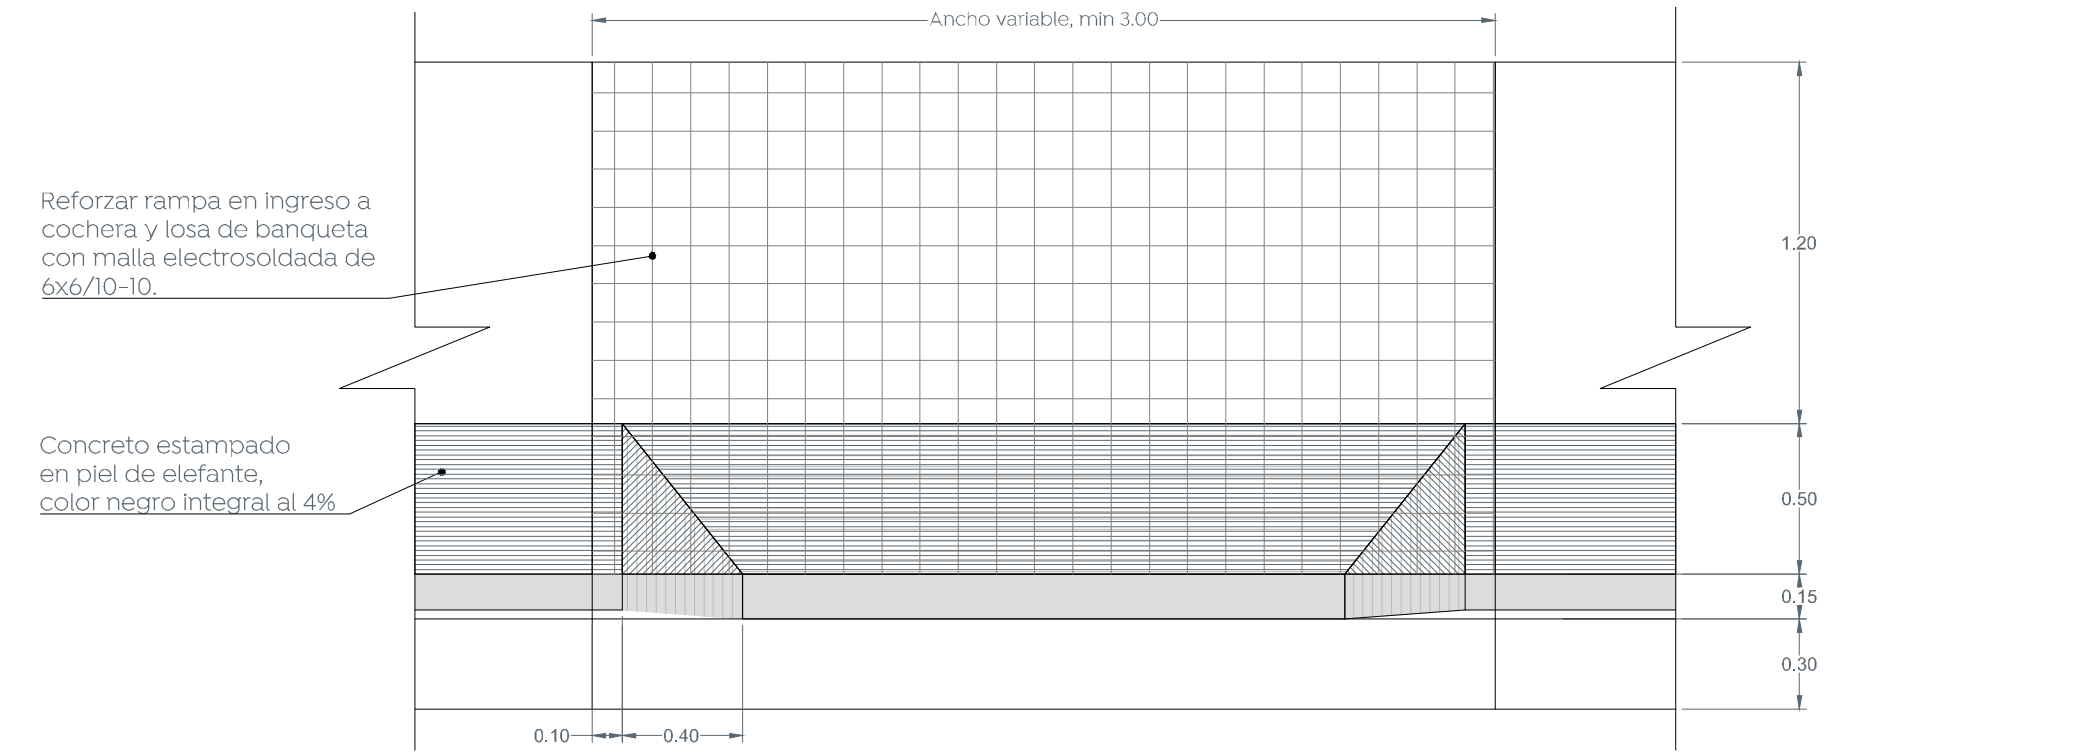 Ancho variable, min 3.00
Reforzar rampa en ingreso a
cochera y losa de banqueta
con malla electrosoldada de
6x6/10-10.
1.20
Concreto estampado
en piel de elefante,
color negro integral al 4%
0.50
0.15
0.30
0.10
0.40